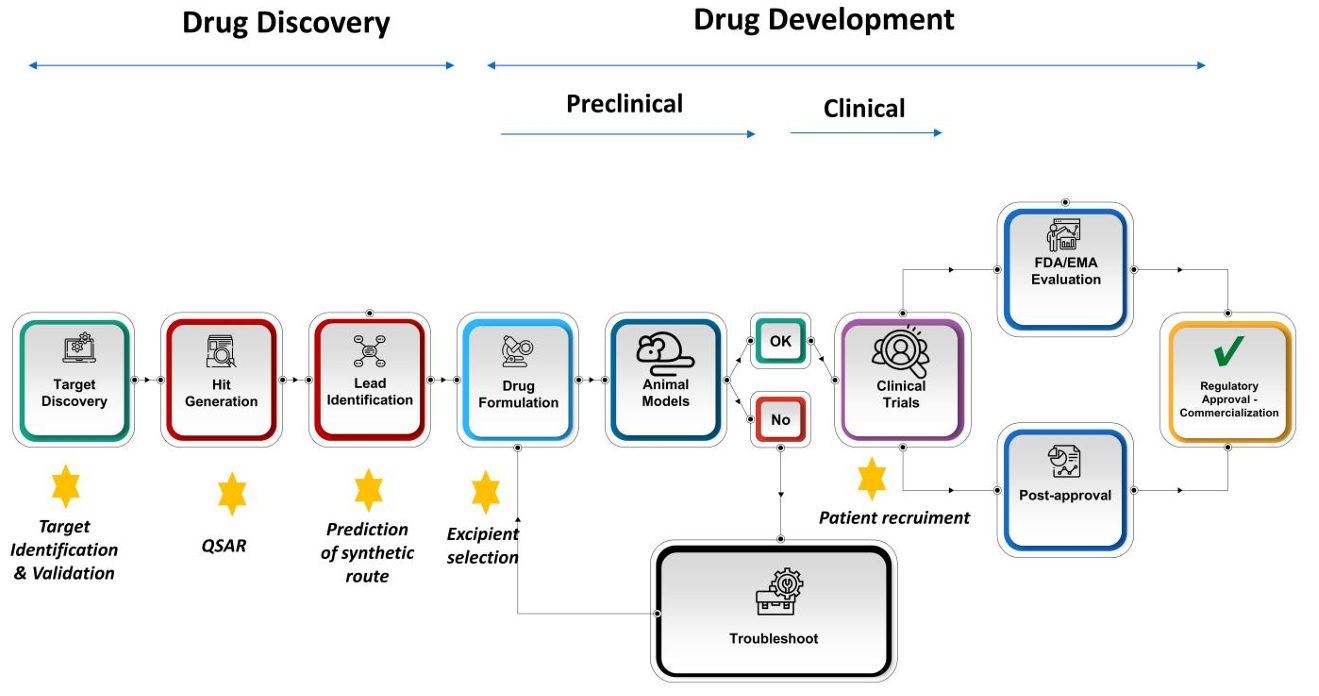 Drug Discovery
Drug Development
Preclinical
Clinical
FDA/EMA
Evaluation
Target
Discovery
Hit
Generation
Lead
Identification
Drug
Formulation
Animal
Models
OK
No
Clinical
Trials
Regulatory
Approval -
Commercialization
Post-approval
Target
Identification
& Validation
QSAR
Prediction
of synthetic
route
Excipient
selection
Patient recruiment
Troubleshoot